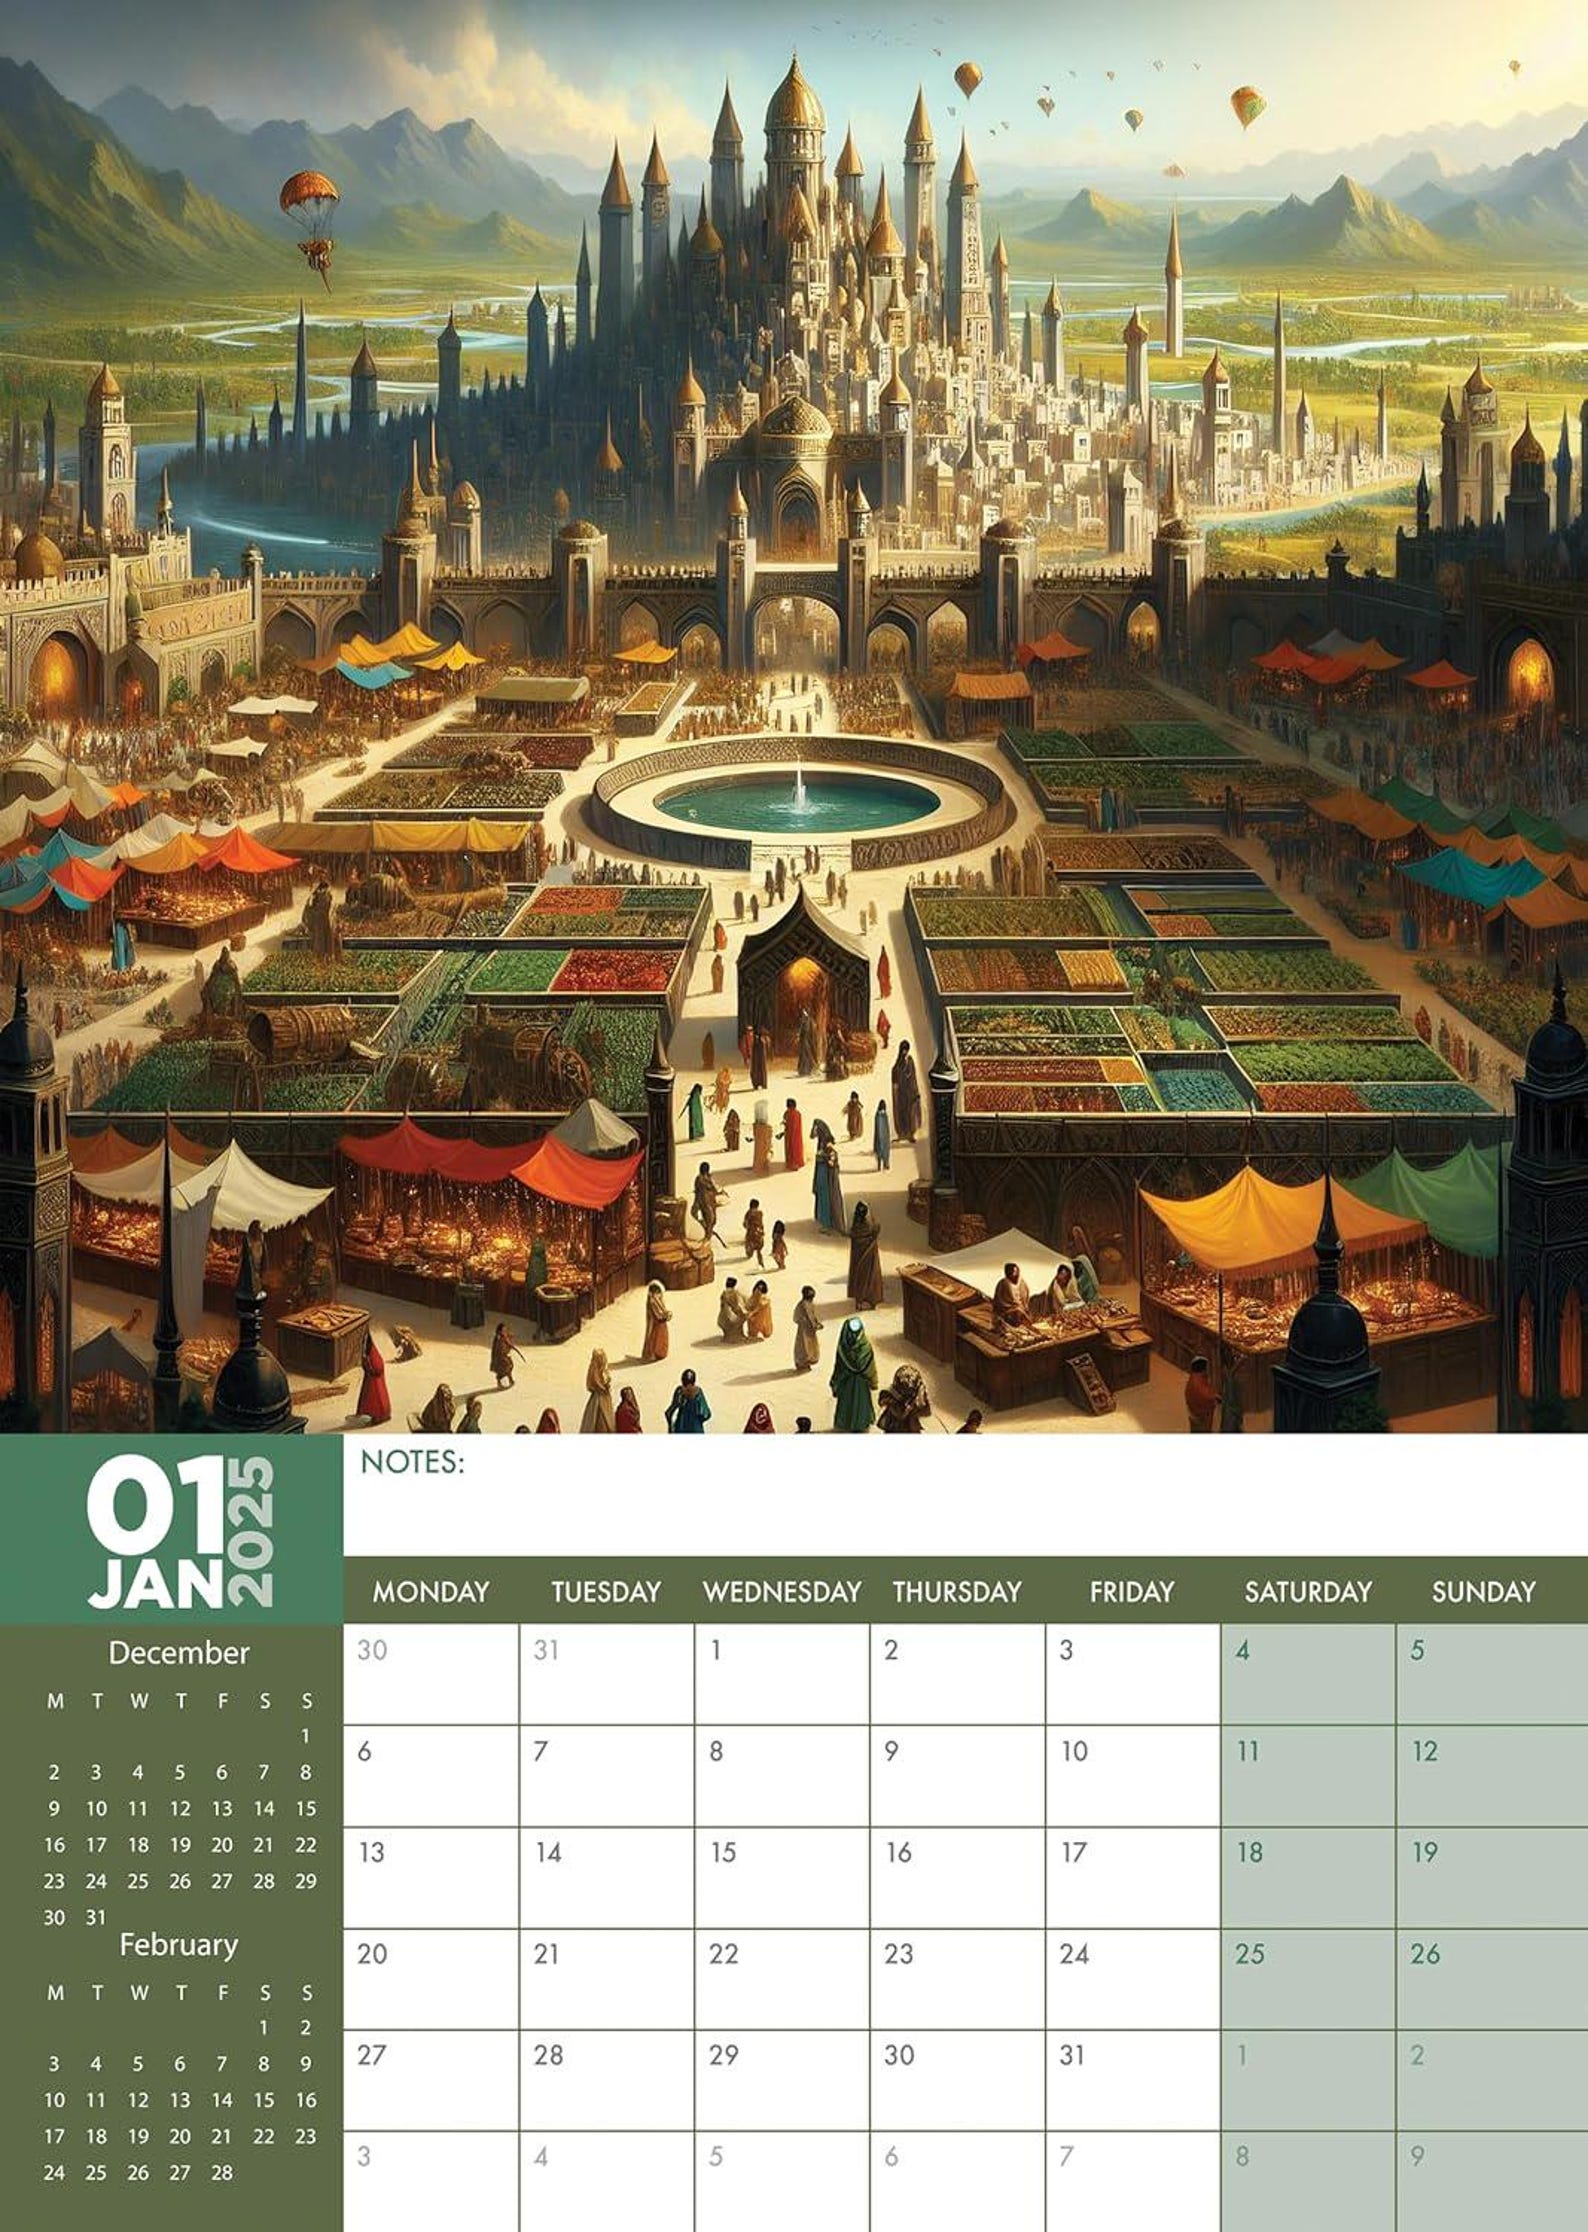 01
JAN
2025
NOTES:
MONDAY TUESDAY WEDNESDAY THURSDAY FRIDAY SATURDAY SUNDAY
30 31 1 2 3 4 5
6 7 8 9 10 11 12
13 14 15 16 17 18 19
20 21 22 23 24 25 26
27 28 29 30 31 1 2
3 4 5 6 7 8 9
December
M T W T F S S
1
2 3 4 5 6 7 8
9 10 11 12 13 14 15
16 17 18 19 20 21 22
23 24 25 26 27 28 29
30 31
February
M T W T F S S
1 2
3 4 5 6 7 8 9
10 11 12 13 14 15 16
17 18 19 20 21 22 23
24 25 26 27 28